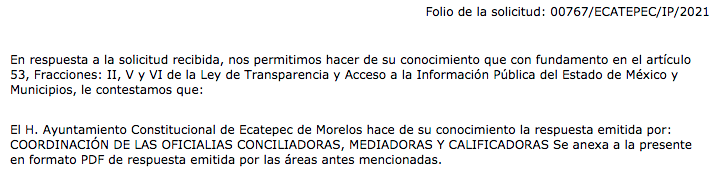 Folio de la solicitud: 00767/ECATEPEC/IP/2021
En respuesta a la solicitud recibida, nos permitimos hacer de su conocimiento que con fundamento en el artículo
53, Fracciones: II, V y VI de la Ley de Transparencia y Acceso a la Información Pública del Estado de México y
Municipios, le contestamos que:
El H. Ayuntamiento Constitucional de Ecatepec de Morelos hace de su conocimiento la respuesta emitida por:
COORDINACIÓN DE LAS OFICIALIAS CONCILIADORAS, MEDIADORAS Y CALIFICADORAS Se anexa a la presente
en formato PDF de respuesta emitida por las áreas antes mencionadas.